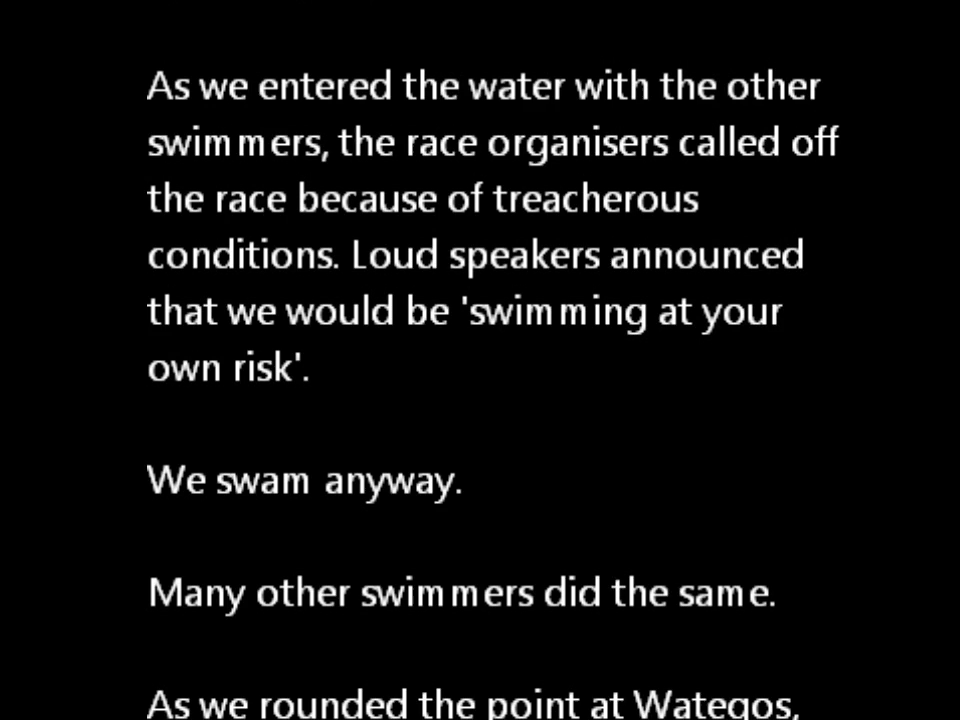 As we entered the water with the other
swimmers, the race organisers called off
the race because of treacherous
conditions. Loud speakers announced
that we would be 'swimming at your
own risk'.
We swam anyway.
Many other swimmers did the same.
As we rounded the point at Wategos,